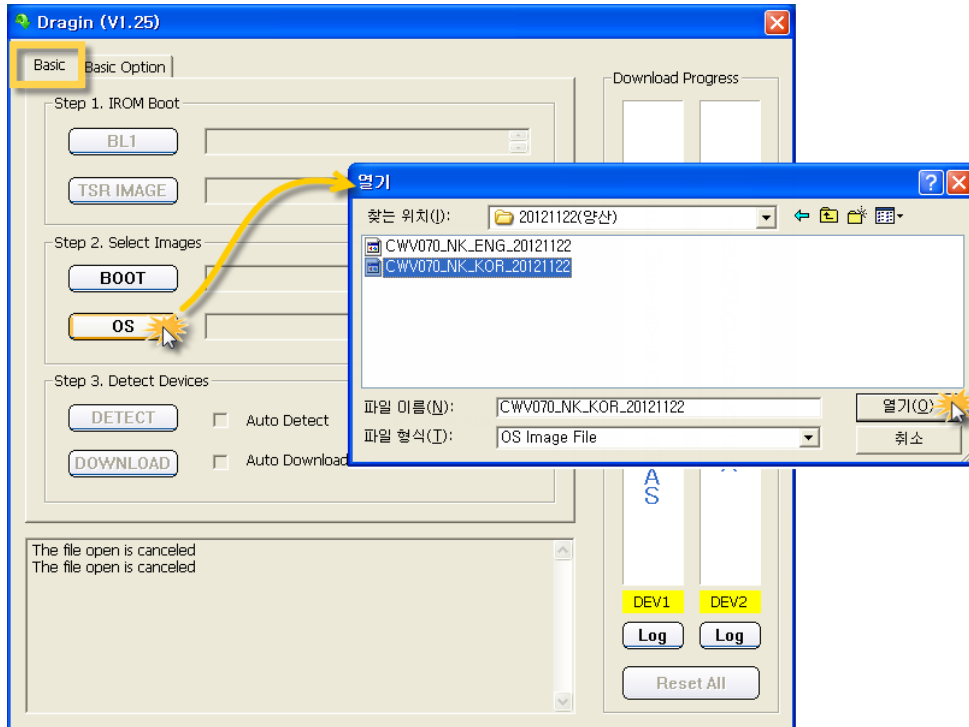 Dragin (V1.25)
Basic
Basic Option
Download Progress
Step 1. IROM Boot
BL1
TSR IMAGE
열기
찾는 위치(I):
20121122(양산)
CWV070_NK_ENG_20121122
CWV070_NK_KOR_20121122
파일 이름(N):
CWV070_NK_KOR_20121122
열기(O)
파일 형식(T):
OS Image File
취소
Step 2. Select Images
BOOT
OS
Step 3. Detect Devices
DETECT
Auto Detect
DOWNLOAD
Auto Download
A
S
The file open is canceled
The file open is canceled
DEV1
DEV2
Log
Log
Reset All